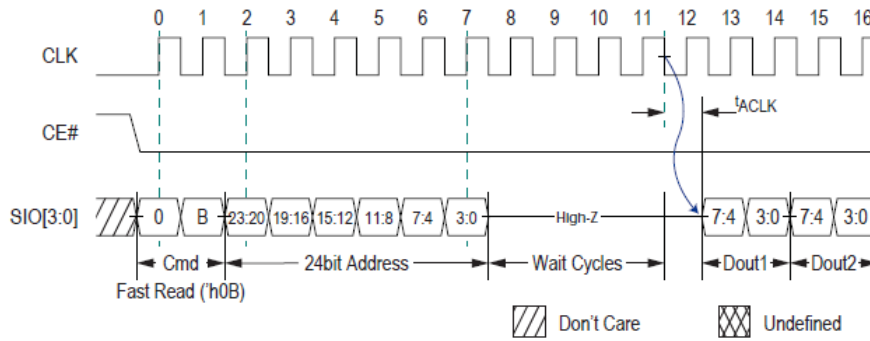 0 1 2 3 4 5 6 7 8 9 10 11 12 13 14 15 16
CLK
tACLK
CE#
SIO[3:0] 0 B 23:20 19:16 15:12 11:8 7:4 3:0 High-Z 7:4 3:0 7:4 3:0
Cmd 24bit Address Wait Cycles Dout1 Dout2
Fast Read ('h0B)
Don't Care Undefined